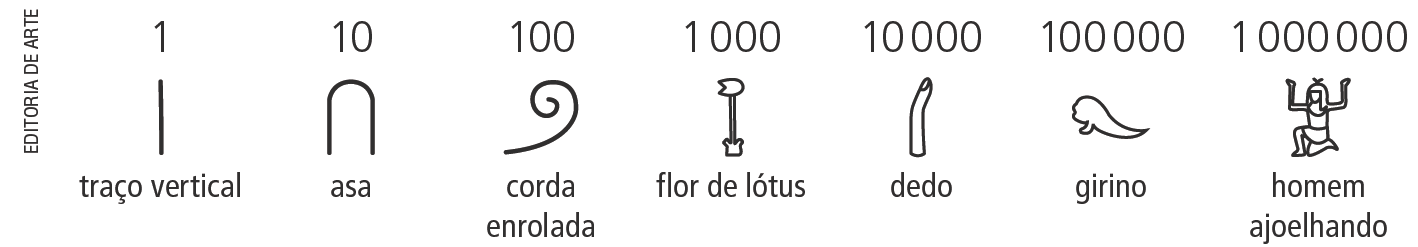 EDITORIA DE ARTE
1 10 100 1 000 10 000 100 000 1 000 000
traço vertical asa corda flor de lótus dedo girino homem
enrolada ajoelhando